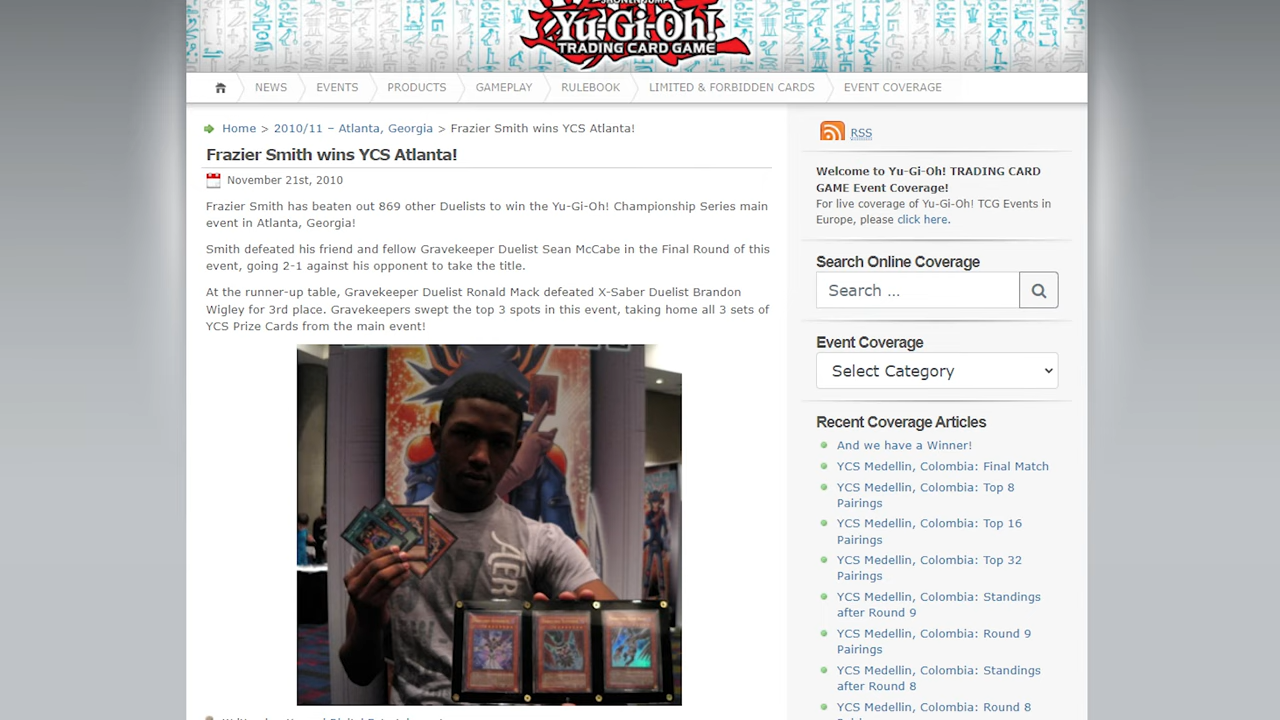 Yu-Gi-Oh!
TRADING CARD GAME
NEWS
EVENTS
PRODUCTS
GAMEPLAY
RULEBOOK
LIMITED & FORBIDDEN CARDS
EVENT COVERAGE
Home > 2010/11 – Atlanta, Georgia > Frazier Smith wins YCS Atlanta!
Frazier Smith wins YCS Atlanta!
November 21st, 2010
Frazier Smith has beaten out 869 other Duelists to win the Yu-Gi-Oh! Championship Series main
event in Atlanta, Georgia!
Smith defeated his friend and fellow Gravekeeper Duelist Sean McCabe in the Final Round of this
event, going 2-1 against his opponent to take the title.
At the runner-up table, Gravekeeper Duelist Ronald Mack defeated X-Saber Duelist Brandon
Wigley for 3rd place. Gravekeepers swept the top 3 spots in this event, taking home all 3 sets of
YCS Prize Cards from the main event!
AER
RSS
Welcome to Yu-Gi-Oh! TRADING CARD
GAME Event Coverage!
For live coverage of Yu-Gi-Oh! TCG Events in
Europe, please click here.
Search Online Coverage
Search ...
Event Coverage
Select Category
Recent Coverage Articles
And we have a Winner!
YCS Medellin, Colombia: Final Match
YCS Medellin, Colombia: Top 8
Pairings
YCS Medellin, Colombia: Top 16
Pairings
YCS Medellin, Colombia: Top 32
Pairings
YCS Medellin, Colombia: Standings
after Round 9
YCS Medellin, Colombia: Round 9
Pairings
YCS Medellin, Colombia: Standings
after Round 8
YCS Medellin, Colombia: Round 8